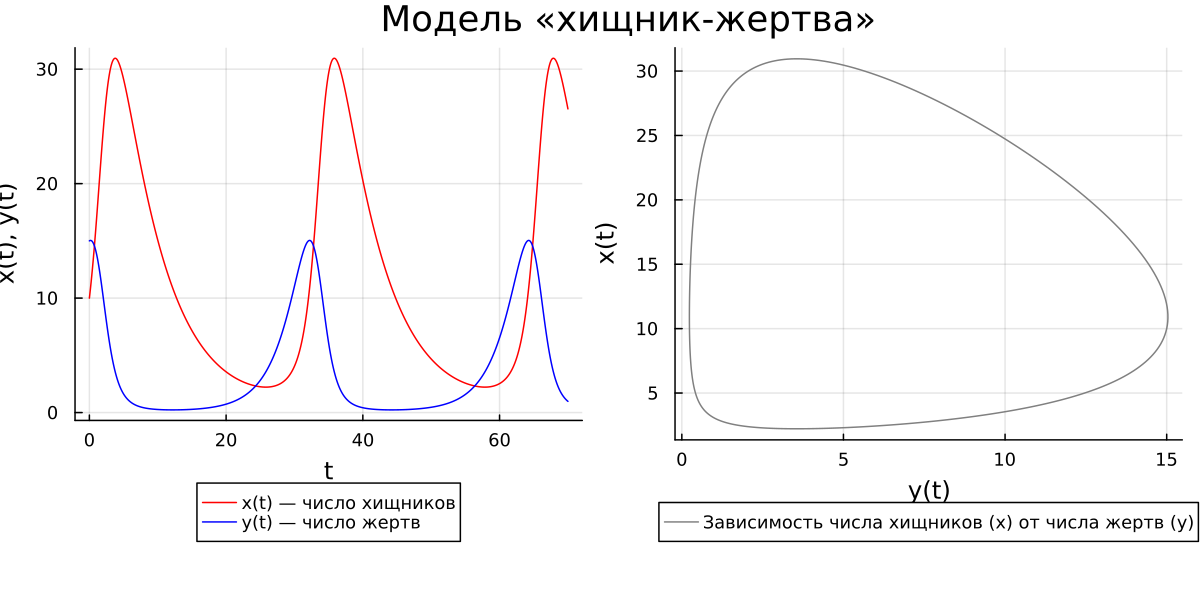 Модель «хищник-жертва»
x(t), y(t)
30
20
10
0
0 20 40 60
t
x(t) — число хищников
y(t) — число жертв
x(t)
30
25
20
15
10
5
0 5 10 15
y(t)
Зависимость числа хищников (x) от числа жертв (y)